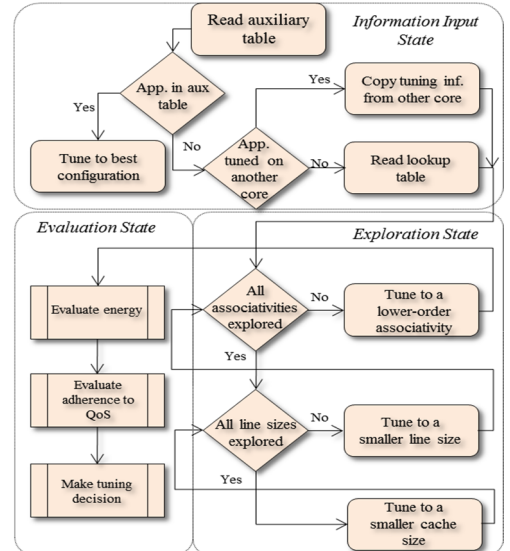 Read auxiliary
table
Information Input
State
App. in aux
table
Yes
No
Tune to best
configuration
App.
tuned on
another
core
Yes
Copy tuning inf.
from other core
No
Read lookup
table
Evaluation State
Evaluate energy
Evaluate
adherence to
QoS
Make tuning
decision
Exploration State
All
associativities
explored
No
Tune to a
lower-order
associativity
Yes
All line sizes
explored
No
Tune to a
smaller line size
Yes
Tune to a
smaller cache
size